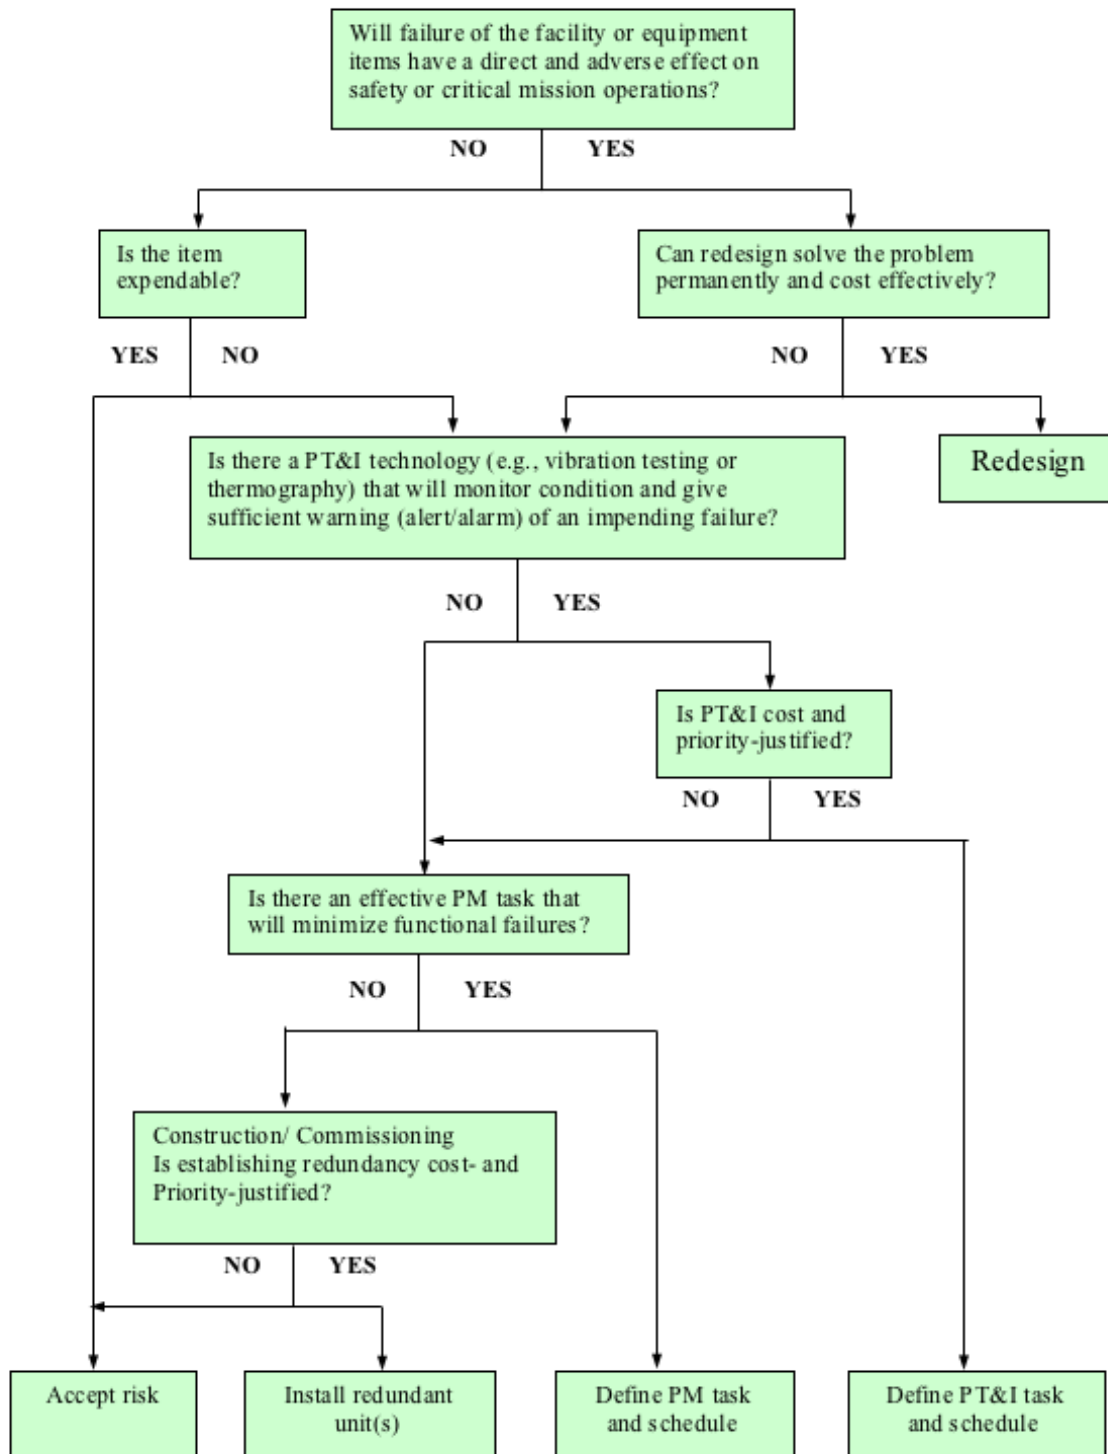 Will failure of the facility or equipment
items have a direct and adverse effect on
safety or critical mission operations?
NO YES
Is the item
expendable?
Can redesign solve the problem
permanently and cost effectively?
YES NO
NO YES
Is there a PT&I technology (e.g., vibration testing or
thermography) that will monitor condition and give
sufficient warning (alert/alarm) of an impending failure?
Redesign
NO YES
Is PT&I cost and
priority-justified?
NO YES
Is there an effective PM task that
will minimize functional failures?
NO YES
Construction/ Commissioning
Is establishing redundancy cost- and
Priority-justified?
NO YES
Accept risk
Install redundant
unit(s)
Define PM task
and schedule
Define PT&I task
and schedule